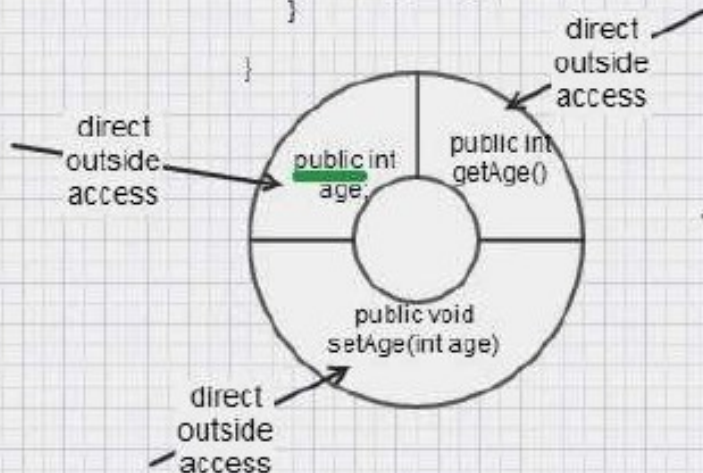 }
}
direct
outside
access
direct
outside
access
public int
age;
public int
getAge()
public void
setAge(int age)
direct
outside
access